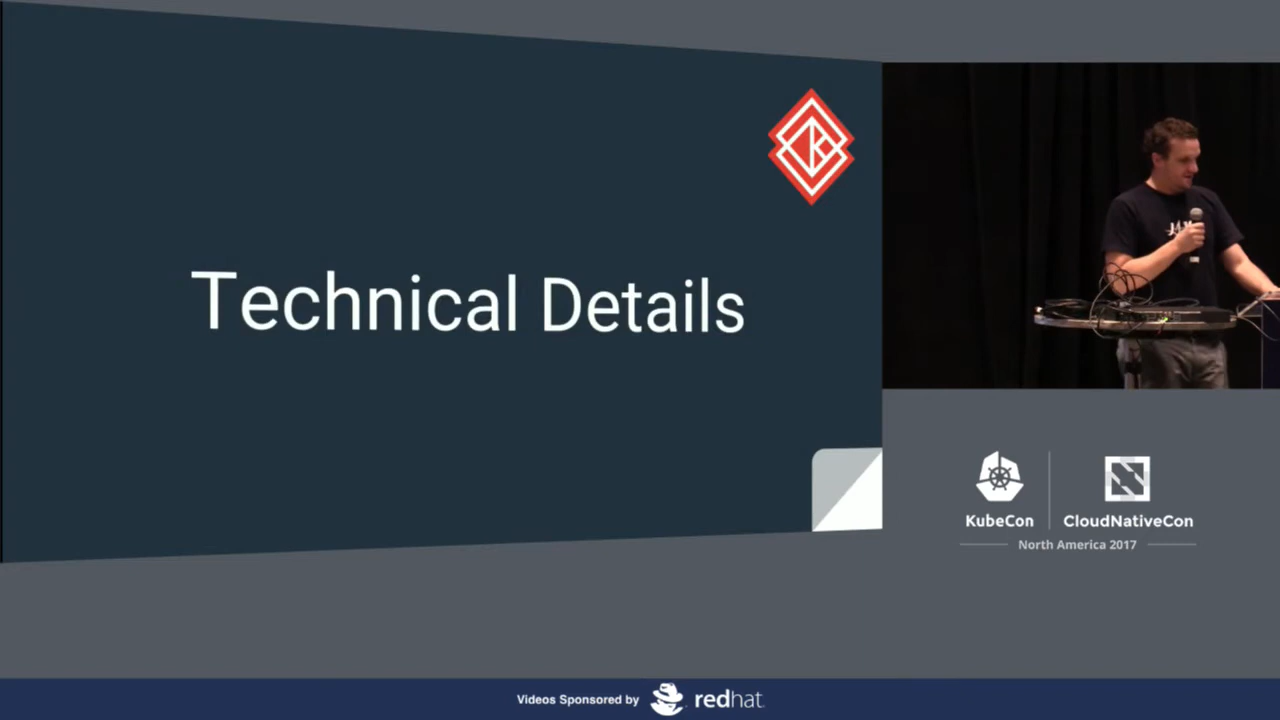 Technical Details
KubeCon
CloudNativeCon
North America 2017
Videos Sponsored by
redhat.